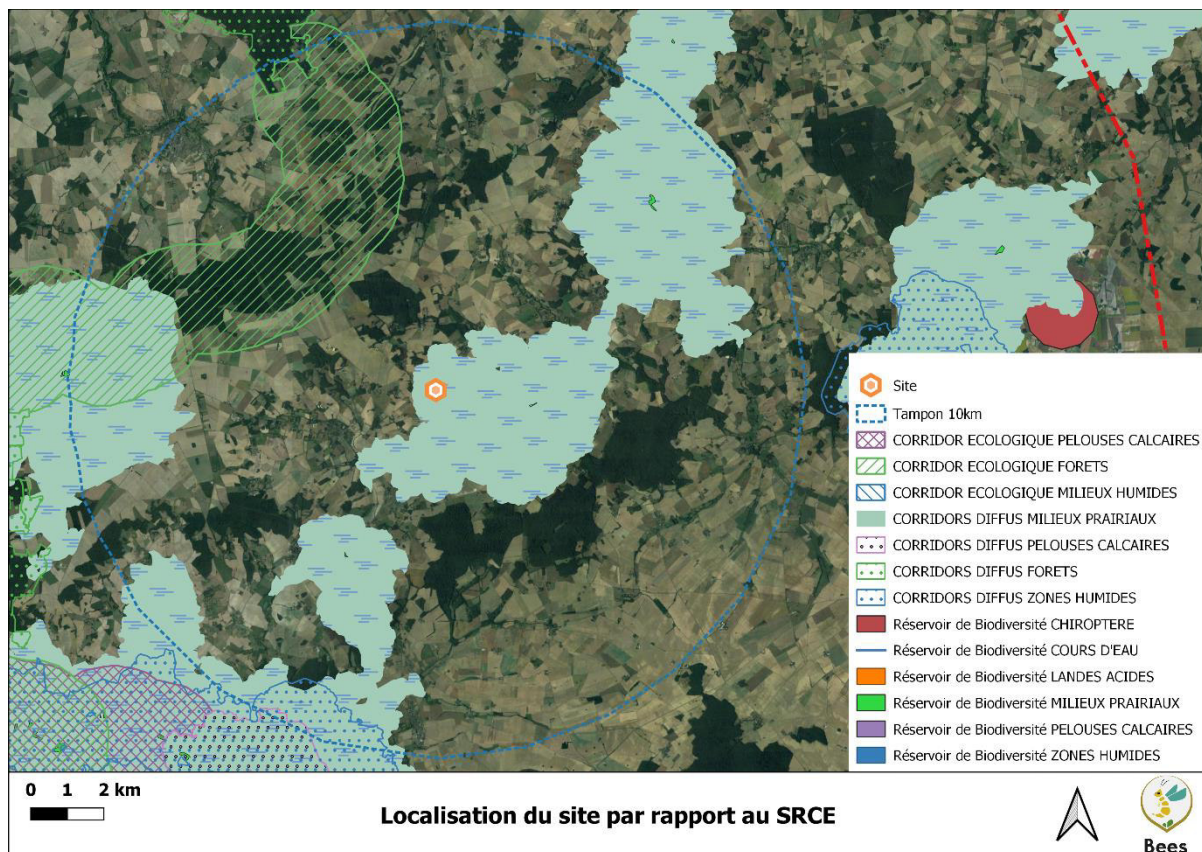 Site
Tampon 10km
CORRIDOR ECOLOGIQUE PELOUSES CALCAIRES
CORRIDOR ECOLOGIQUE FORETS
CORRIDOR ECOLOGIQUE MILIEUX HUMIDES
CORRIDORS DIFFUS MILIEUX PRAIRIAUX
CORRIDORS DIFFUS PELOUSES CALCAIRES
CORRIDORS DIFFUS FORETS
CORRIDORS DIFFUS ZONES HUMIDES
Réservoir de Biodiversité CHIROPTERE
Réservoir de Biodiversité COURS D'EAU
Réservoir de Biodiversité LANDES ACIDES
Réservoir de Biodiversité MILIEUX PRAIRIAUX
Réservoir de Biodiversité PELOUSES CALCAIRES
Réservoir de Biodiversité ZONES HUMIDES
0 1 2 km
Localisation du site par rapport au SRCE
Bees